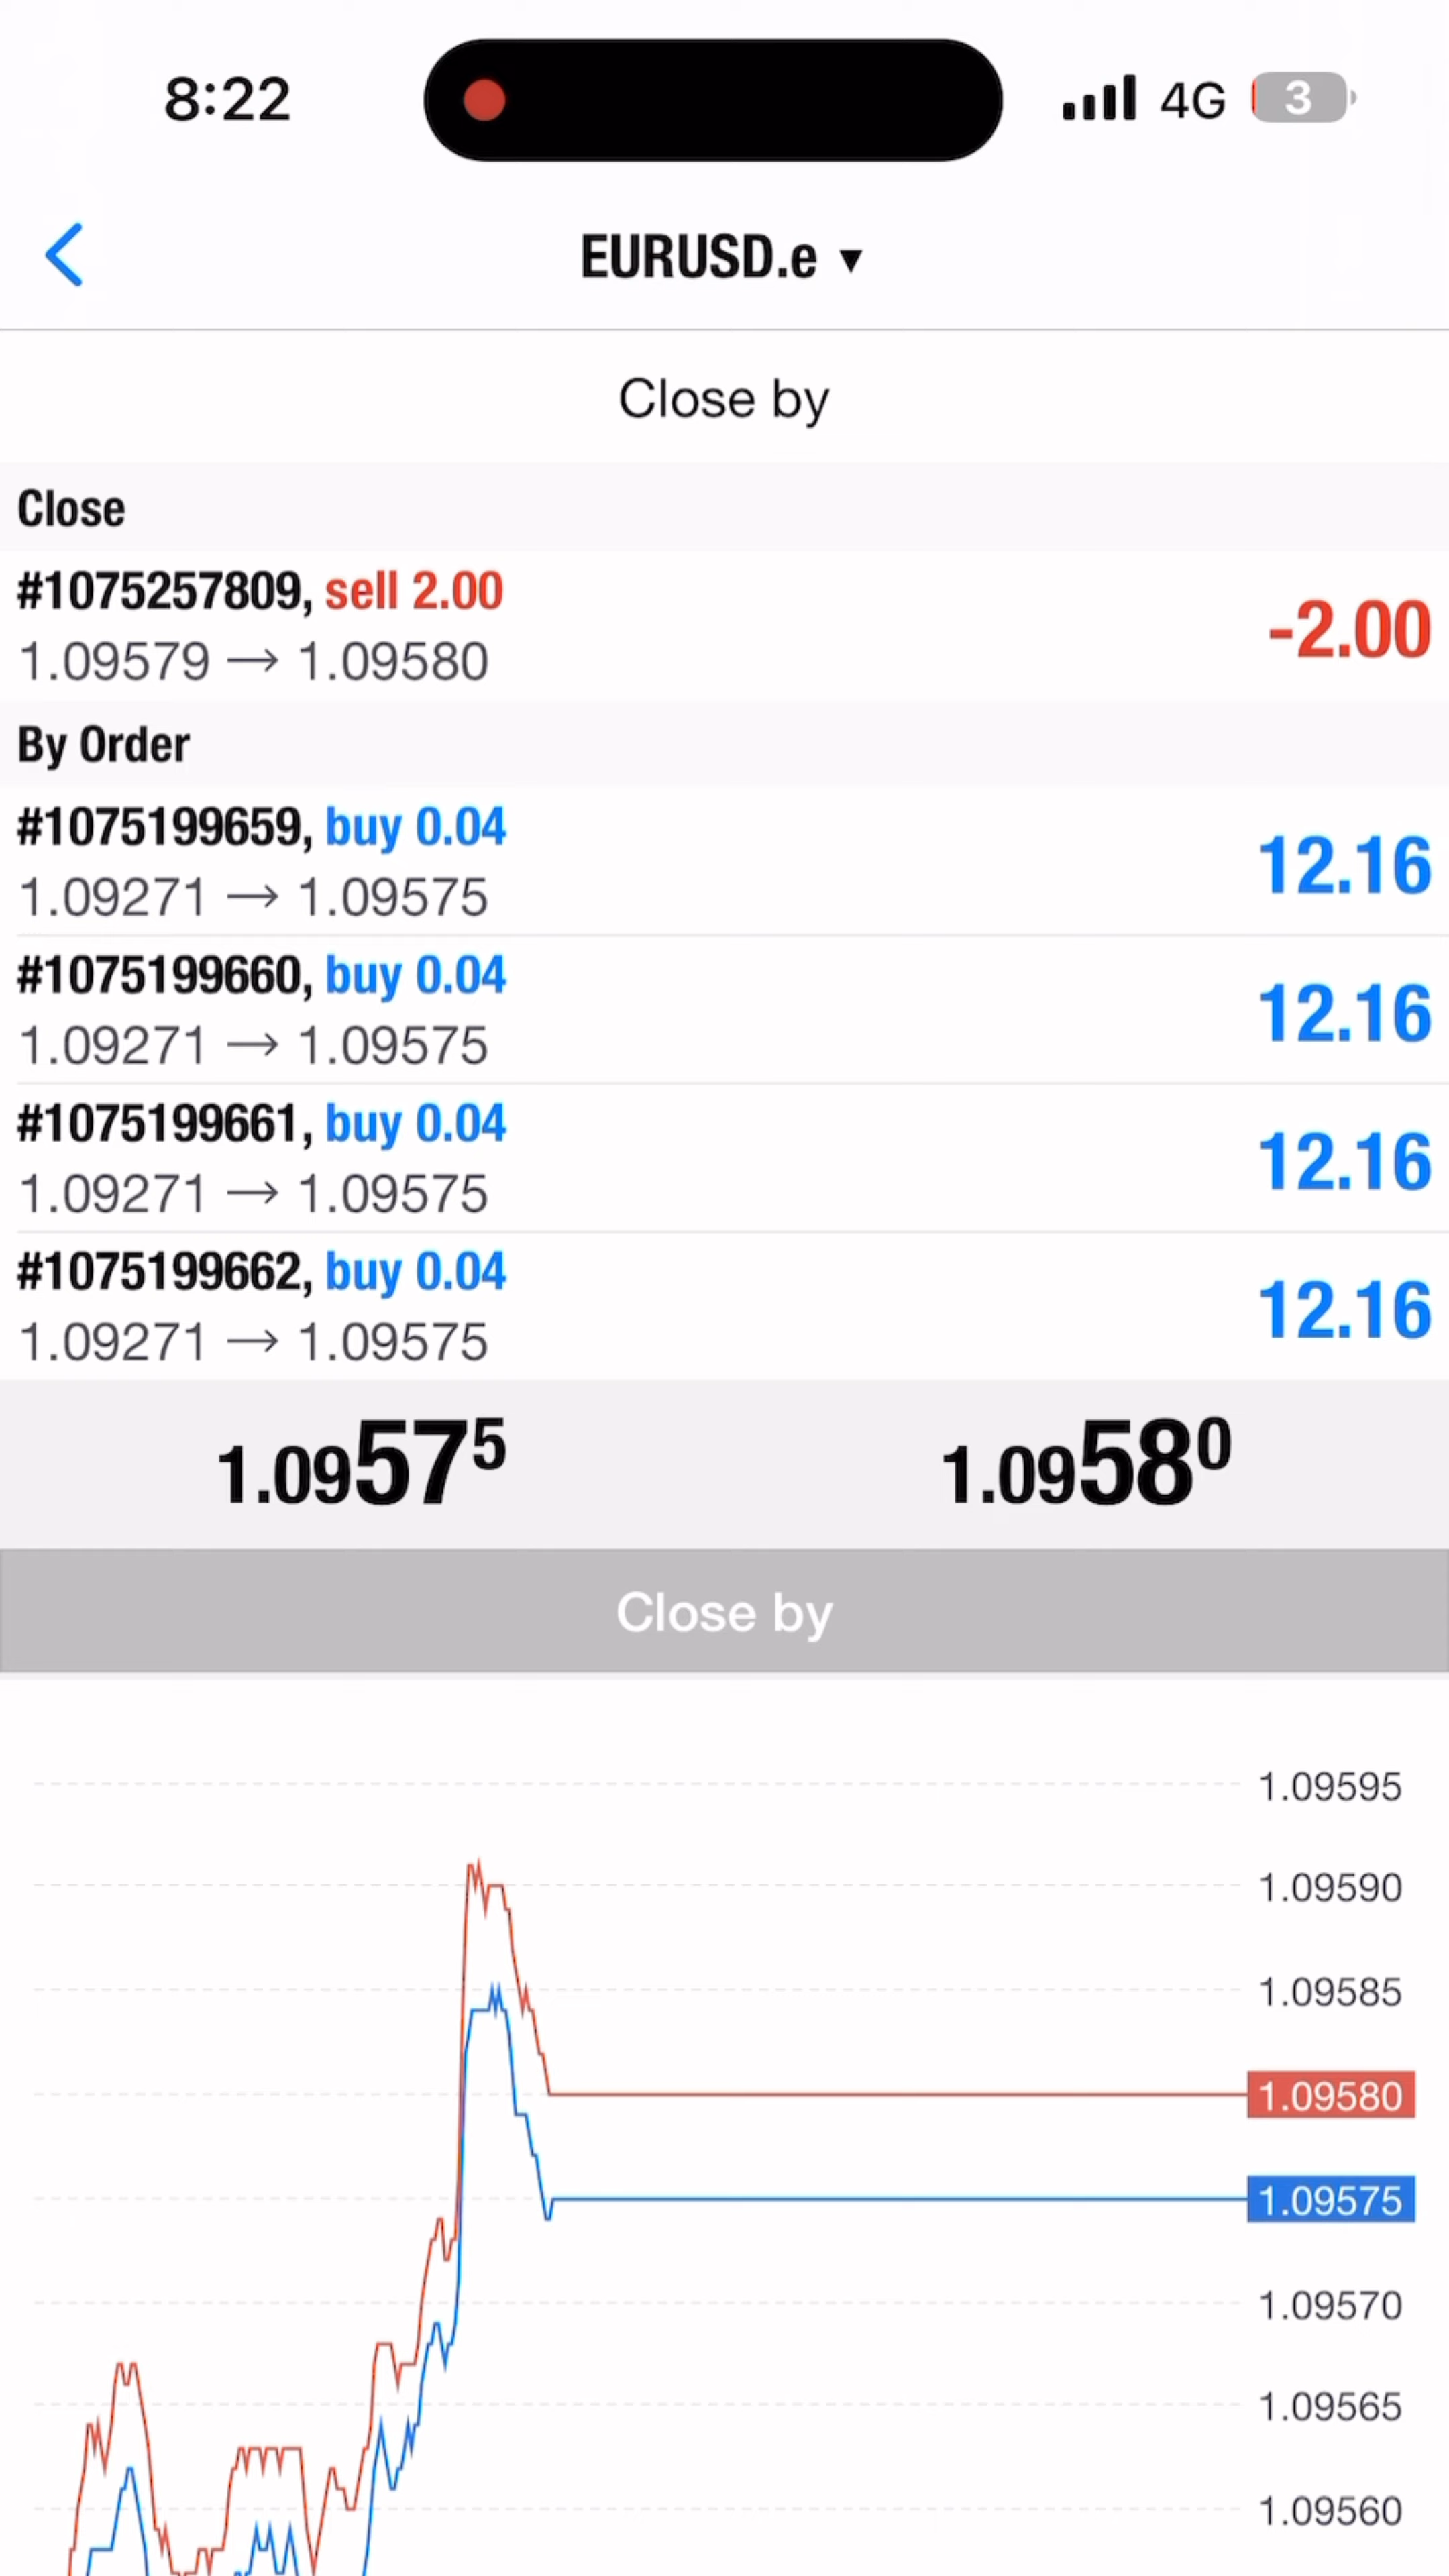 8:22 4G 3
EURUSD.e ▼
Close by
Close
#1075257809, sell 2.00
-2.00
1.09579 → 1.09580
By Order
#1075199659, buy 0.04
12.16
1.09271 → 1.09575
#1075199660, buy 0.04
12.16
1.09271 → 1.09575
#1075199661, buy 0.04
12.16
1.09271 → 1.09575
#1075199662, buy 0.04
12.16
1.09271 → 1.09575
1.09575 1.09580
Close by
1.09595
1.09590
1.09585
1.09580
1.09575
1.09570
1.09565
1.09560